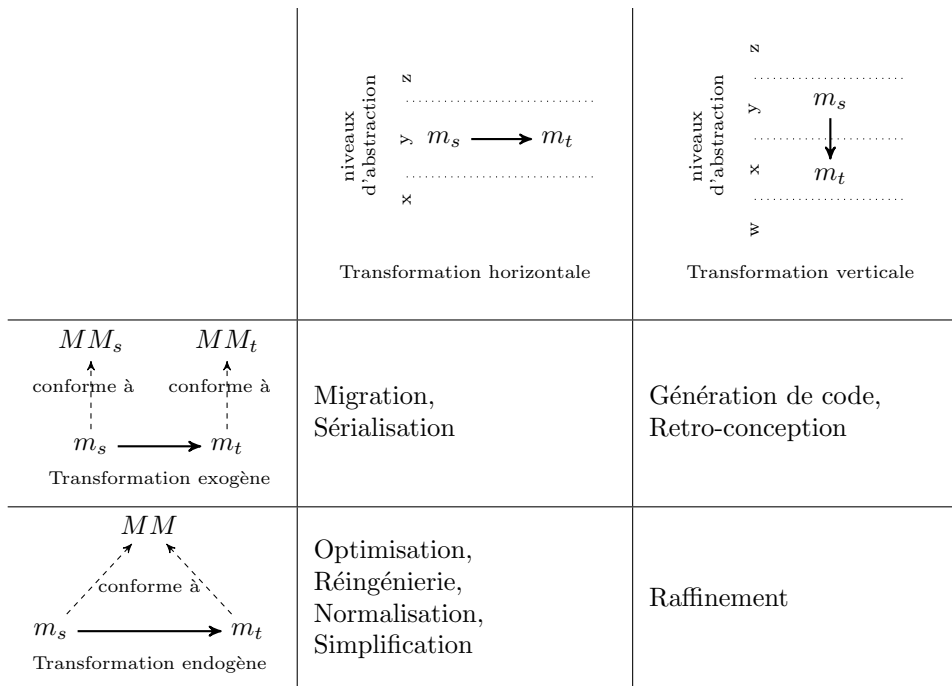 niveaux
d'abstraction
z
y
x
m_s
m_t
Transformation horizontale
niveaux
d'abstraction
z
y
x
w
m_s
m_t
Transformation verticale
MM_s MM_t
conforme à conforme à
m_s m_t
Transformation exogène
Migration,
Sérialisation
Génération de code,
Retro-conception
MM
conforme à
m_s m_t
Transformation endogène
Optimisation,
Réingénierie,
Normalisation,
Simplification
Raffinement